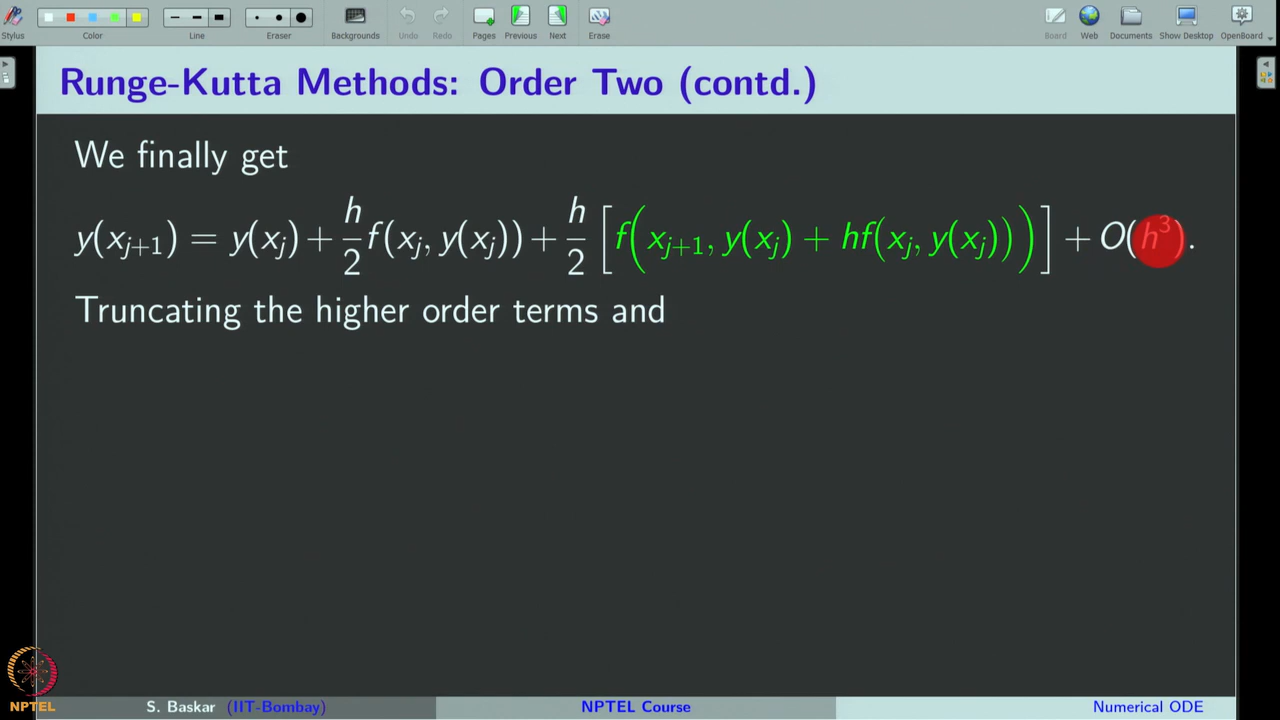 Stylus Color Line Eraser Backgrounds Undo Redo Pages Previous Next Erase Board Web Documents Show Desktop OpenBoard
Runge-Kutta Methods: Order Two (contd.)
We finally get
y(x_{j+1}) = y(x_j) + \frac{h}{2} f(x_j, y(x_j)) + \frac{h}{2} [ f( x_{j+1}, y(x_j) + hf(x_j, y(x_j)) ) ] + O(h^3).
Truncating the higher order terms and
NPTEL
S. Baskar (IIT-Bombay) NPTEL Course Numerical ODE